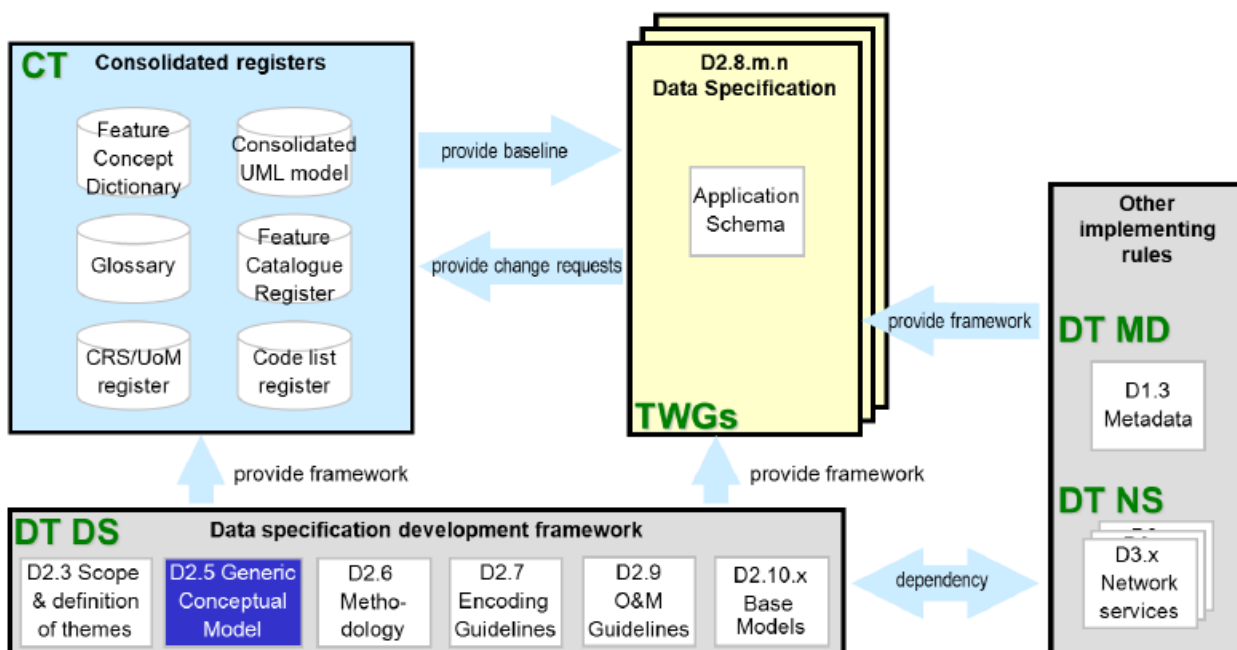 CT Consolidated registers
Feature
Concept
Dictionary
Consolidated
UML model
Glossary
Feature
Catalogue
Register
CRS/UoM
register
Code list
register
provide baseline
provide change requests
D2.8.m.n
Data Specification
Application
Schema
TWGs
Other
implementing
rules
provide framework
DT MD
D1.3
Metadata
DT NS
D3.x
Network
services
provide framework
provide framework
DT DS Data specification development framework
D2.3 Scope
& definition
of themes
D2.5 Generic
Conceptual
Model
D2.6
Metho-
dology
D2.7
Encoding
Guidelines
D2.9
O&M
Guidelines
D2.10.x
Base
Models
dependency